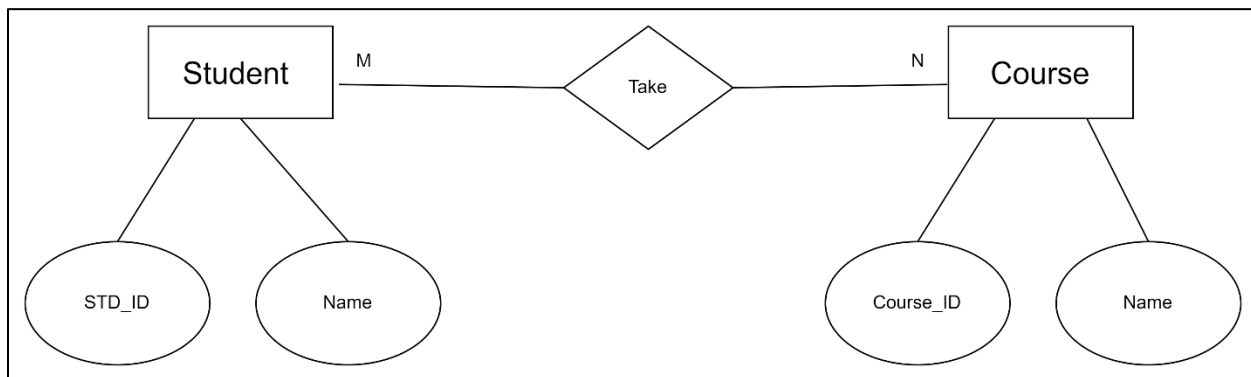 Student
M
Take
N
Course
STD_ID
Name
Course_ID
Name